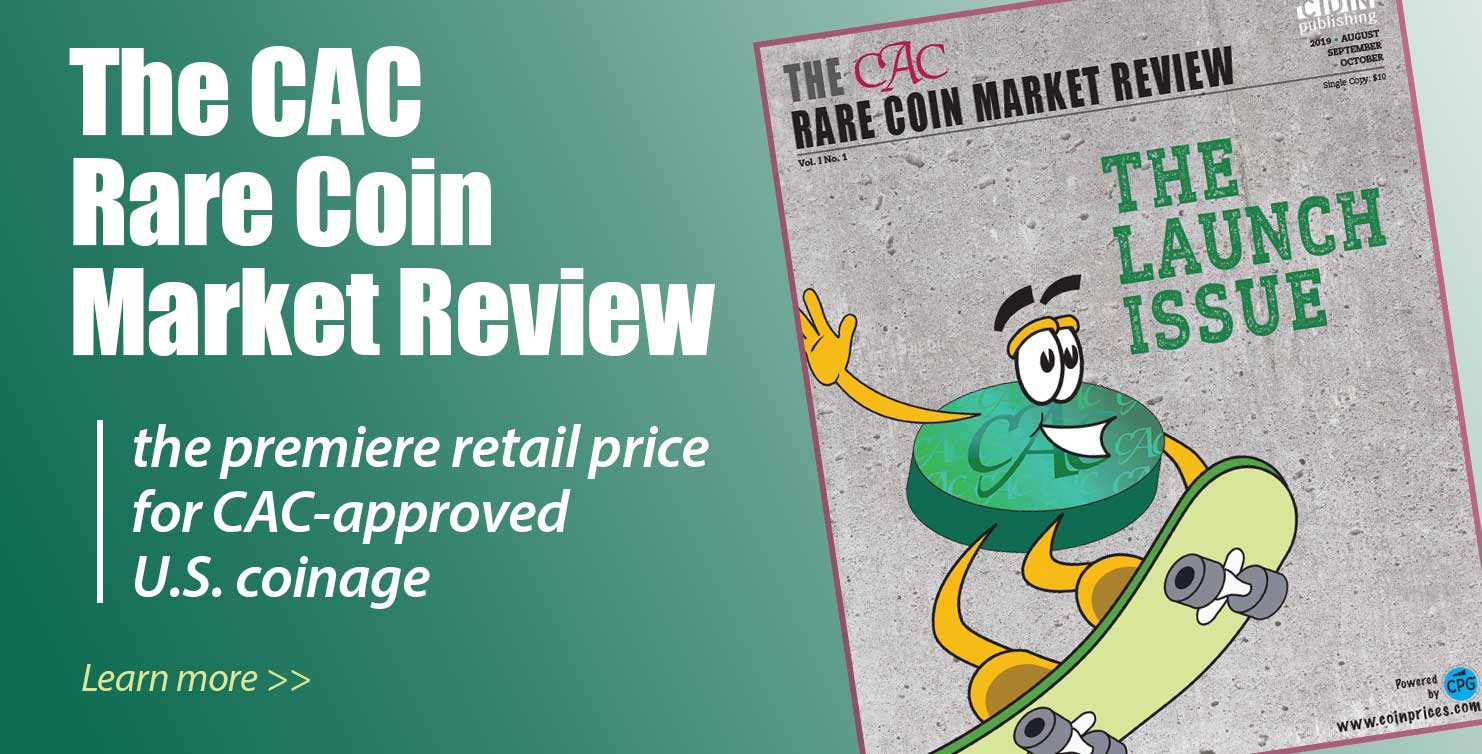 The CAC
Rare Coin
Market Review
the premiere retail price
for CAC-approved
U.S. coinage
Learn more >>
CDN
publishing
2019 • AUGUST
SEPTEMBER
- OCTOBER
Single Copy: $10
THE CAC
RARE COIN MARKET REVIEW
Vol. I No. 1
THE
LAUNCH
ISSUE
CAC
CAC
CAC
Powered
by
CPG
www.coinprices.com